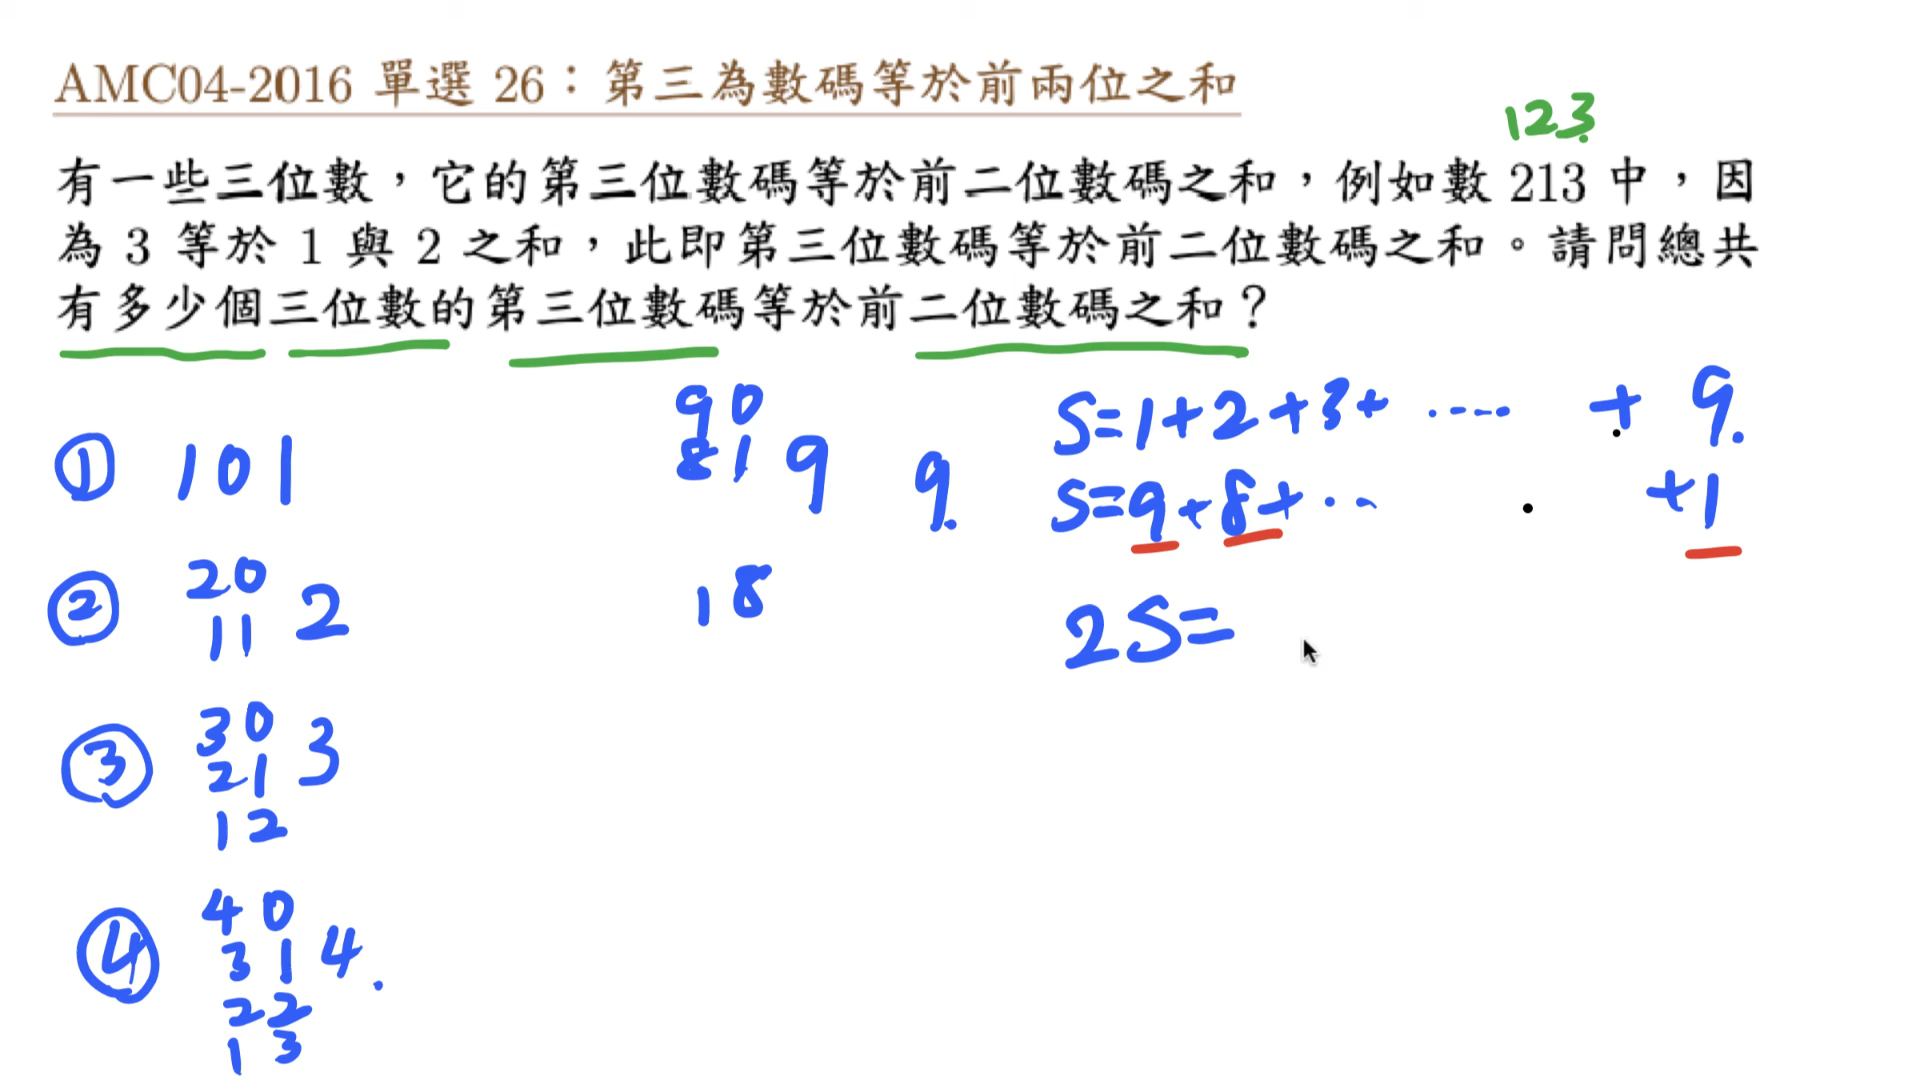 AMC04-2016 單選 26：第三為數碼等於前兩位之和
123
有一些三位數，它的第三位數碼等於前二位數碼之和，例如數 213 中，因
為 3 等於 1 與 2 之和，此即第三位數碼等於前二位數碼之和。請問總共
有多少個三位數的第三位數碼等於前二位數碼之和？
① 101
② 20
11 2
③ 30
21 3
12
④ 40
31 4.
22
13
90
81 9 9.
18
S=1+2+3+ ···· + 9.
S=9+8+·· +1
2S=